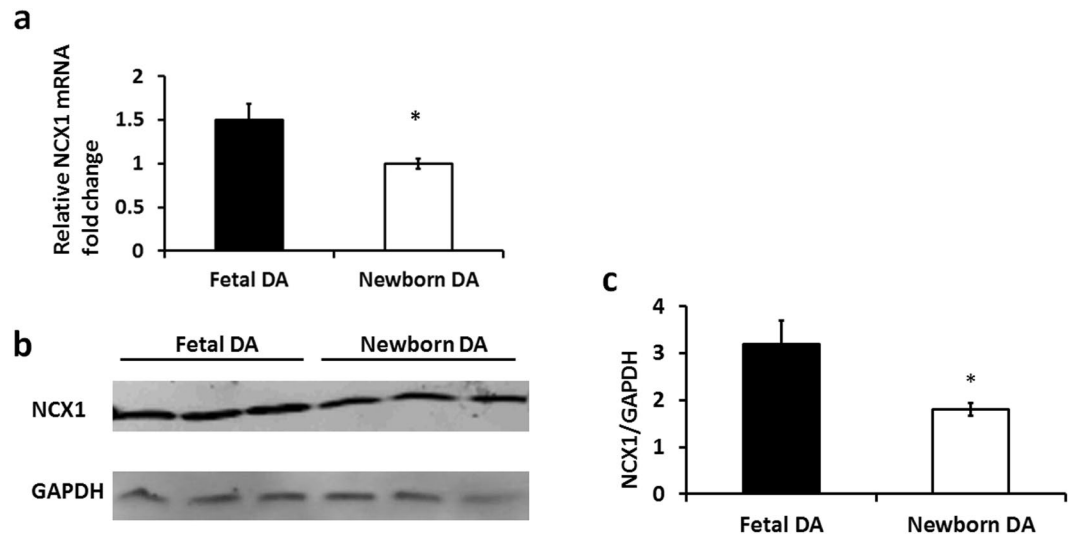 a
Relative NCX1 mRNA
fold change
2
1.5
1
0.5
0
*
Fetal DA Newborn DA
b
Fetal DA Newborn DA
NCX1
GAPDH
c
NCX1/GAPDH
4
3
2
1
0
*
Fetal DA Newborn DA